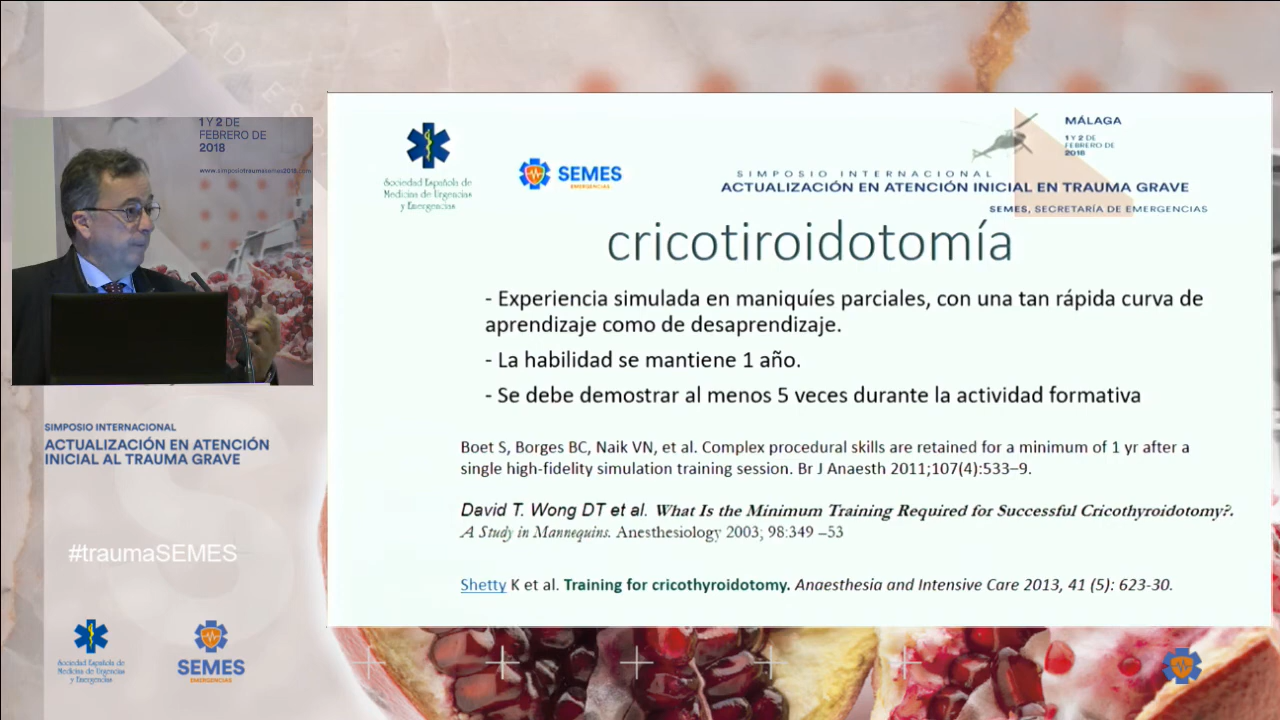 1 Y 2 DE
FEBRERO DE
2018
www.simposiotraumasemes2018.com
SIMPOSIO INTERNACIONAL
ACTUALIZACIÓN EN ATENCIÓN
INICIAL AL TRAUMA GRAVE
#traumaSEMES
Sociedad Española de
Medicina de Urgencias
y Emergencias
SEMES
EMERGENCIAS
Sociedad Española de
Medicina de Urgencias
y Emergencias
SEMES
EMERGENCIAS
MÁLAGA
1 Y 2 DE
FEBRERO DE
2018
SIMPOSIO INTERNACIONAL
ACTUALIZACIÓN EN ATENCIÓN INICIAL EN TRAUMA GRAVE
SEMES, SECRETARÍA DE EMERGENCIAS
cricotiroidotomía
- Experiencia simulada en maniquíes parciales, con una tan rápida curva de
aprendizaje como de desaprendizaje.
- La habilidad se mantiene 1 año.
- Se debe demostrar al menos 5 veces durante la actividad formativa
Boet S, Borges BC, Naik VN, et al. Complex procedural skills are retained for a minimum of 1 yr after a
single high-fidelity simulation training session. Br J Anaesth 2011;107(4):533–9.
David T. Wong DT et al. What Is the Minimum Training Required for Successful Cricothyroidotomy?.
A Study in Mannequins. Anesthesiology 2003; 98:349 –53
Shetty K et al. Training for cricothyroidotomy. Anaesthesia and Intensive Care 2013, 41 (5): 623-30.